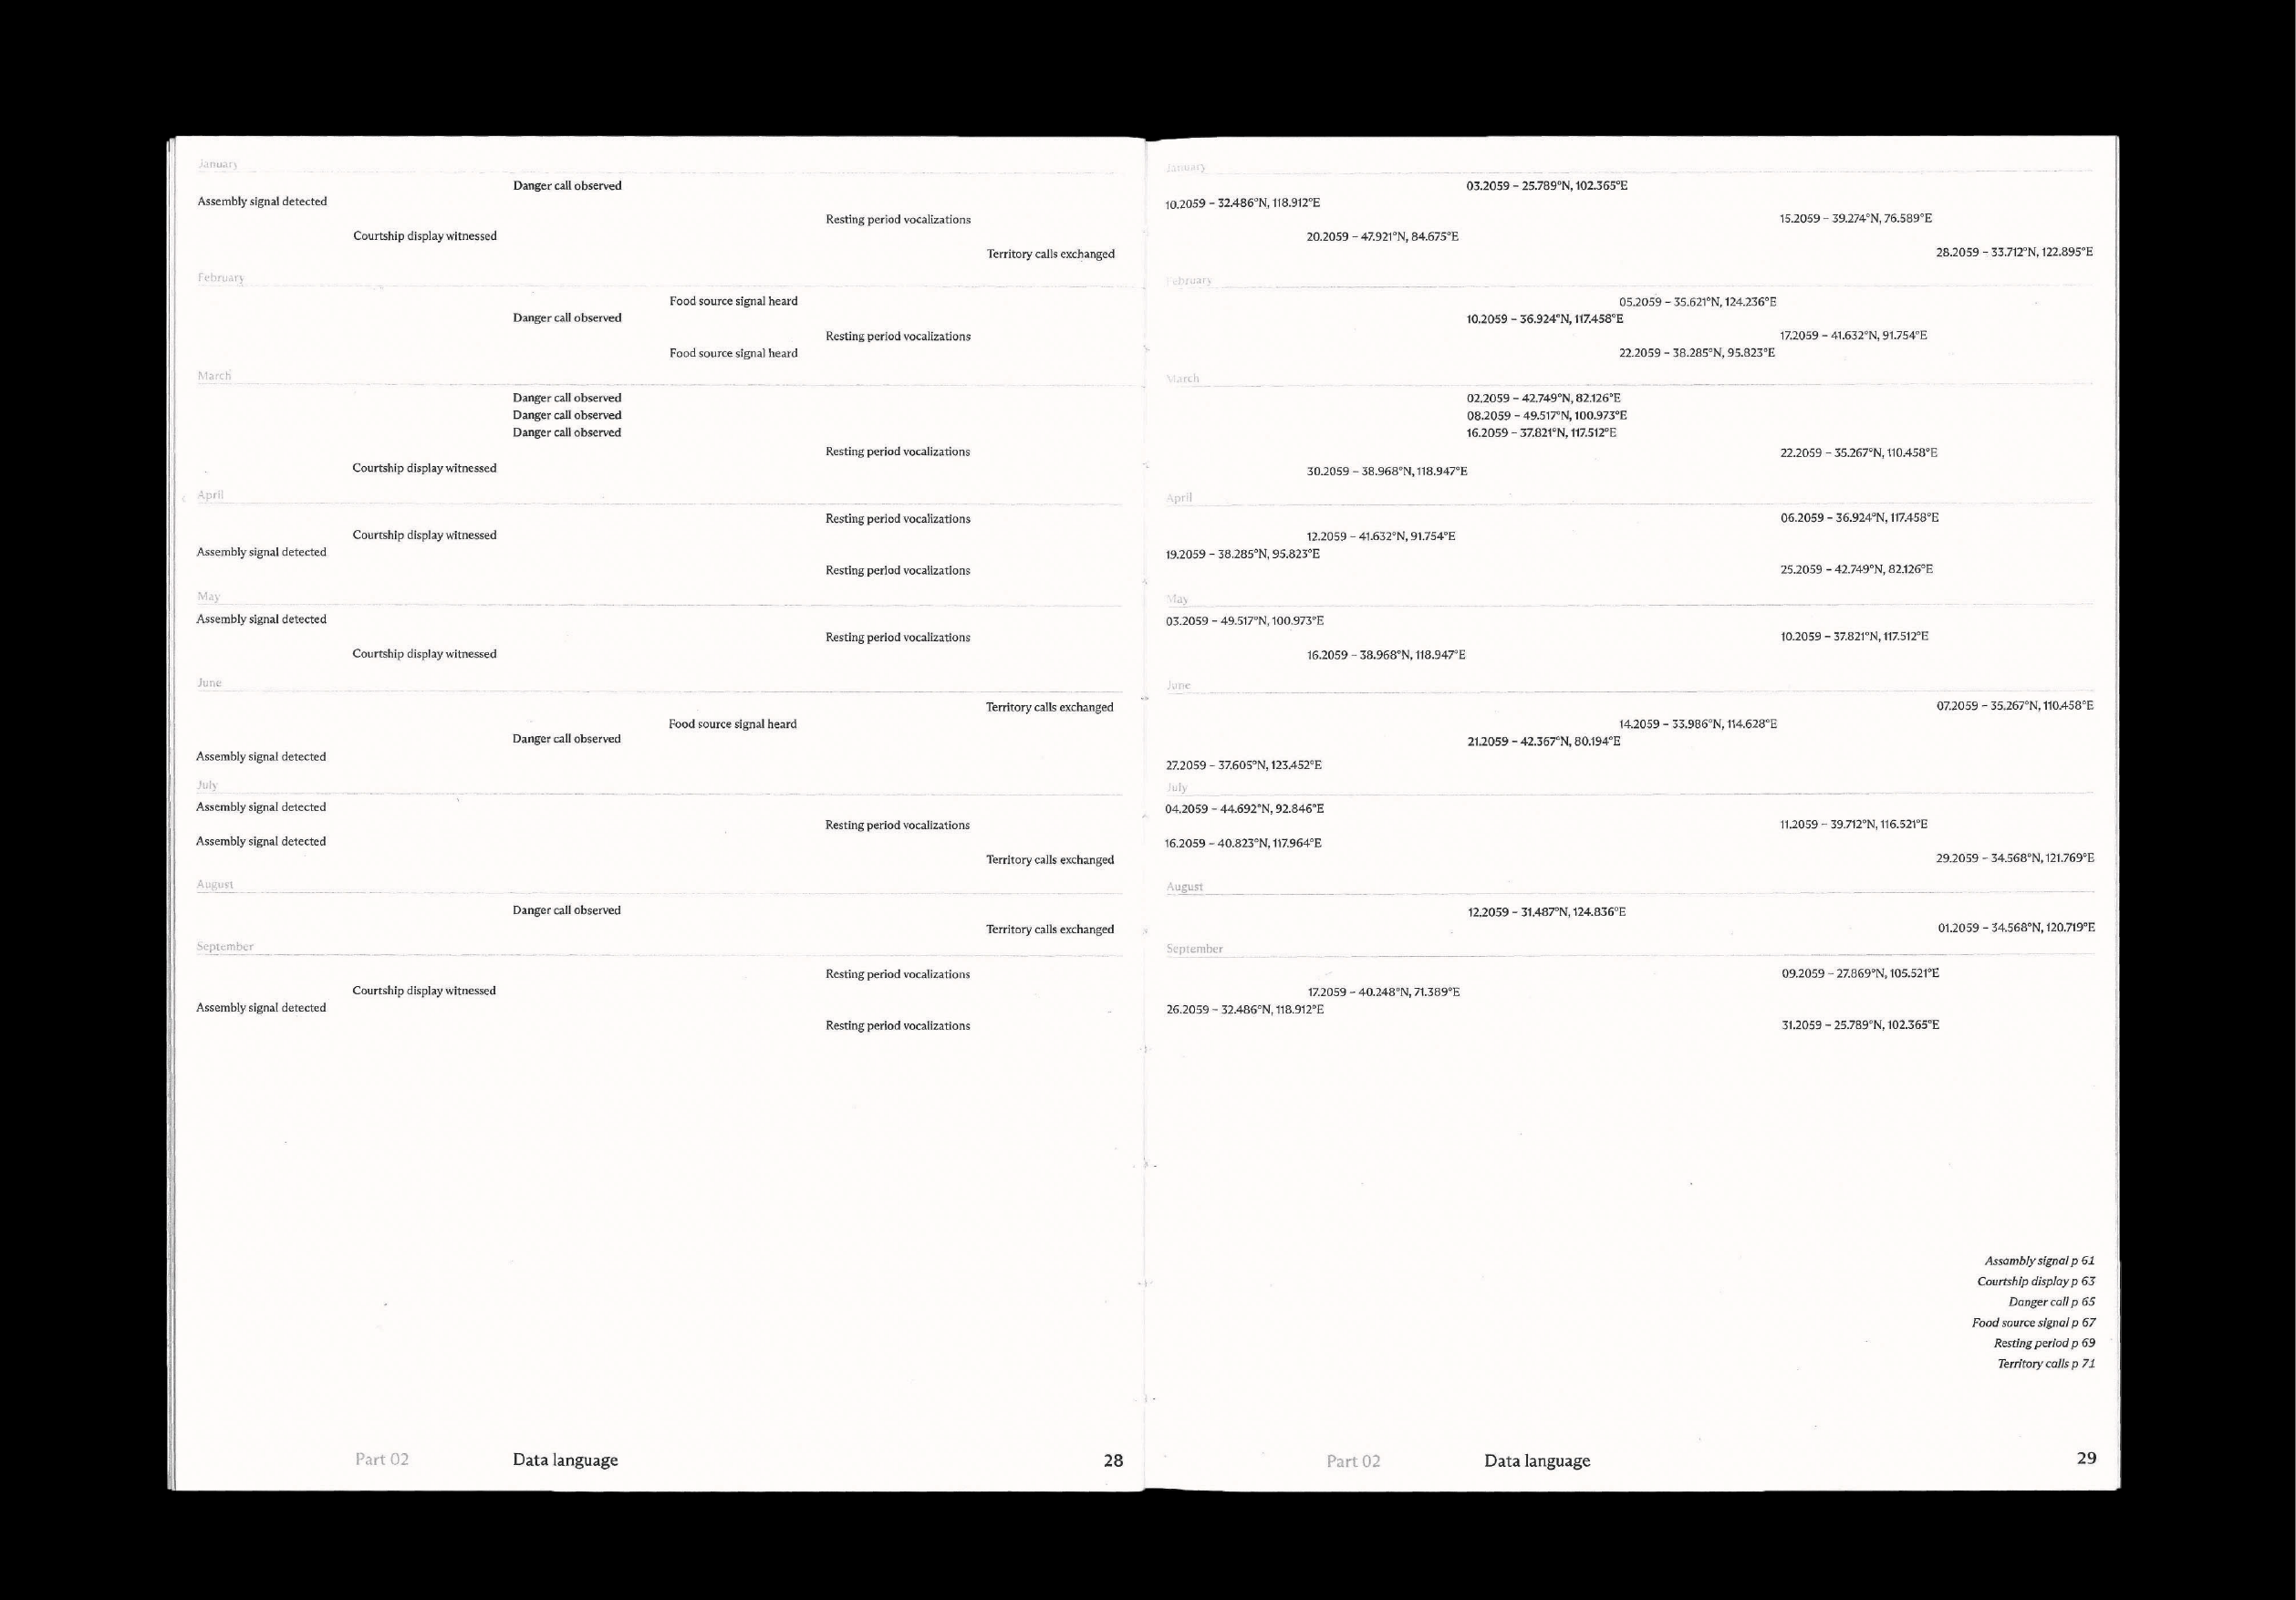 January
Danger call observed
Assembly signal detected
Resting period vocalizations
Courtship display witnessed
Territory calls exchanged
February
Food source signal heard
Danger call observed
Resting period vocalizations
Food source signal heard
March
Danger call observed
Danger call observed
Danger call observed
Resting period vocalizations
Courtship display witnessed
April
Resting period vocalizations
Courtship display witnessed
Assembly signal detected
Resting period vocalizations
May
Assembly signal detected
Resting period vocalizations
Courtship display witnessed
June
Territory calls exchanged
Food source signal heard
Danger call observed
Assembly signal detected
July
Assembly signal detected
Resting period vocalizations
Assembly signal detected
Territory calls exchanged
August
Danger call observed
Territory calls exchanged
September
Resting period vocalizations
Courtship display witnessed
Assembly signal detected
Resting period vocalizations
Part 02 Data language 28
January
03.2059 – 25.789°N, 102.365°E
10.2059 – 32.486°N, 118.912°E
15.2059 – 39.274°N, 76.589°E
20.2059 – 47.921°N, 84.675°E
28.2059 – 33.712°N, 122.895°E
February
05.2059 – 35.621°N, 124.236°E
10.2059 – 36.924°N, 117.458°E
17.2059 – 41.632°N, 91.754°E
22.2059 – 38.285°N, 95.823°E
March
02.2059 – 42.749°N, 82.126°E
08.2059 – 49.517°N, 100.973°E
16.2059 – 37.821°N, 117.512°E
22.2059 – 35.267°N, 110.458°E
30.2059 – 38.968°N, 118.947°E
April
06.2059 – 36.924°N, 117.458°E
12.2059 – 41.632°N, 91.754°E
19.2059 – 38.285°N, 95.823°E
25.2059 – 42.749°N, 82.126°E
May
03.2059 – 49.517°N, 100.973°E
10.2059 – 37.821°N, 117.512°E
16.2059 – 38.968°N, 118.947°E
June
07.2059 – 35.267°N, 110.458°E
14.2059 – 33.986°N, 114.628°E
21.2059 – 42.367°N, 80.194°E
27.2059 – 37.605°N, 123.452°E
July
04.2059 – 44.692°N, 92.846°E
11.2059 – 39.712°N, 116.521°E
16.2059 – 40.823°N, 117.964°E
29.2059 – 34.568°N, 121.769°E
August
12.2059 – 31.487°N, 124.836°E
01.2059 – 34.568°N, 120.719°E
September
09.2059 – 27.869°N, 105.521°E
17.2059 – 40.248°N, 71.389°E
26.2059 – 32.486°N, 118.912°E
31.2059 – 25.789°N, 102.365°E
Assambly signal p 61
Courtship display p 63
Danger call p 65
Food source signal p 67
Resting period p 69
Territory calls p 71
Part 02 Data language 29